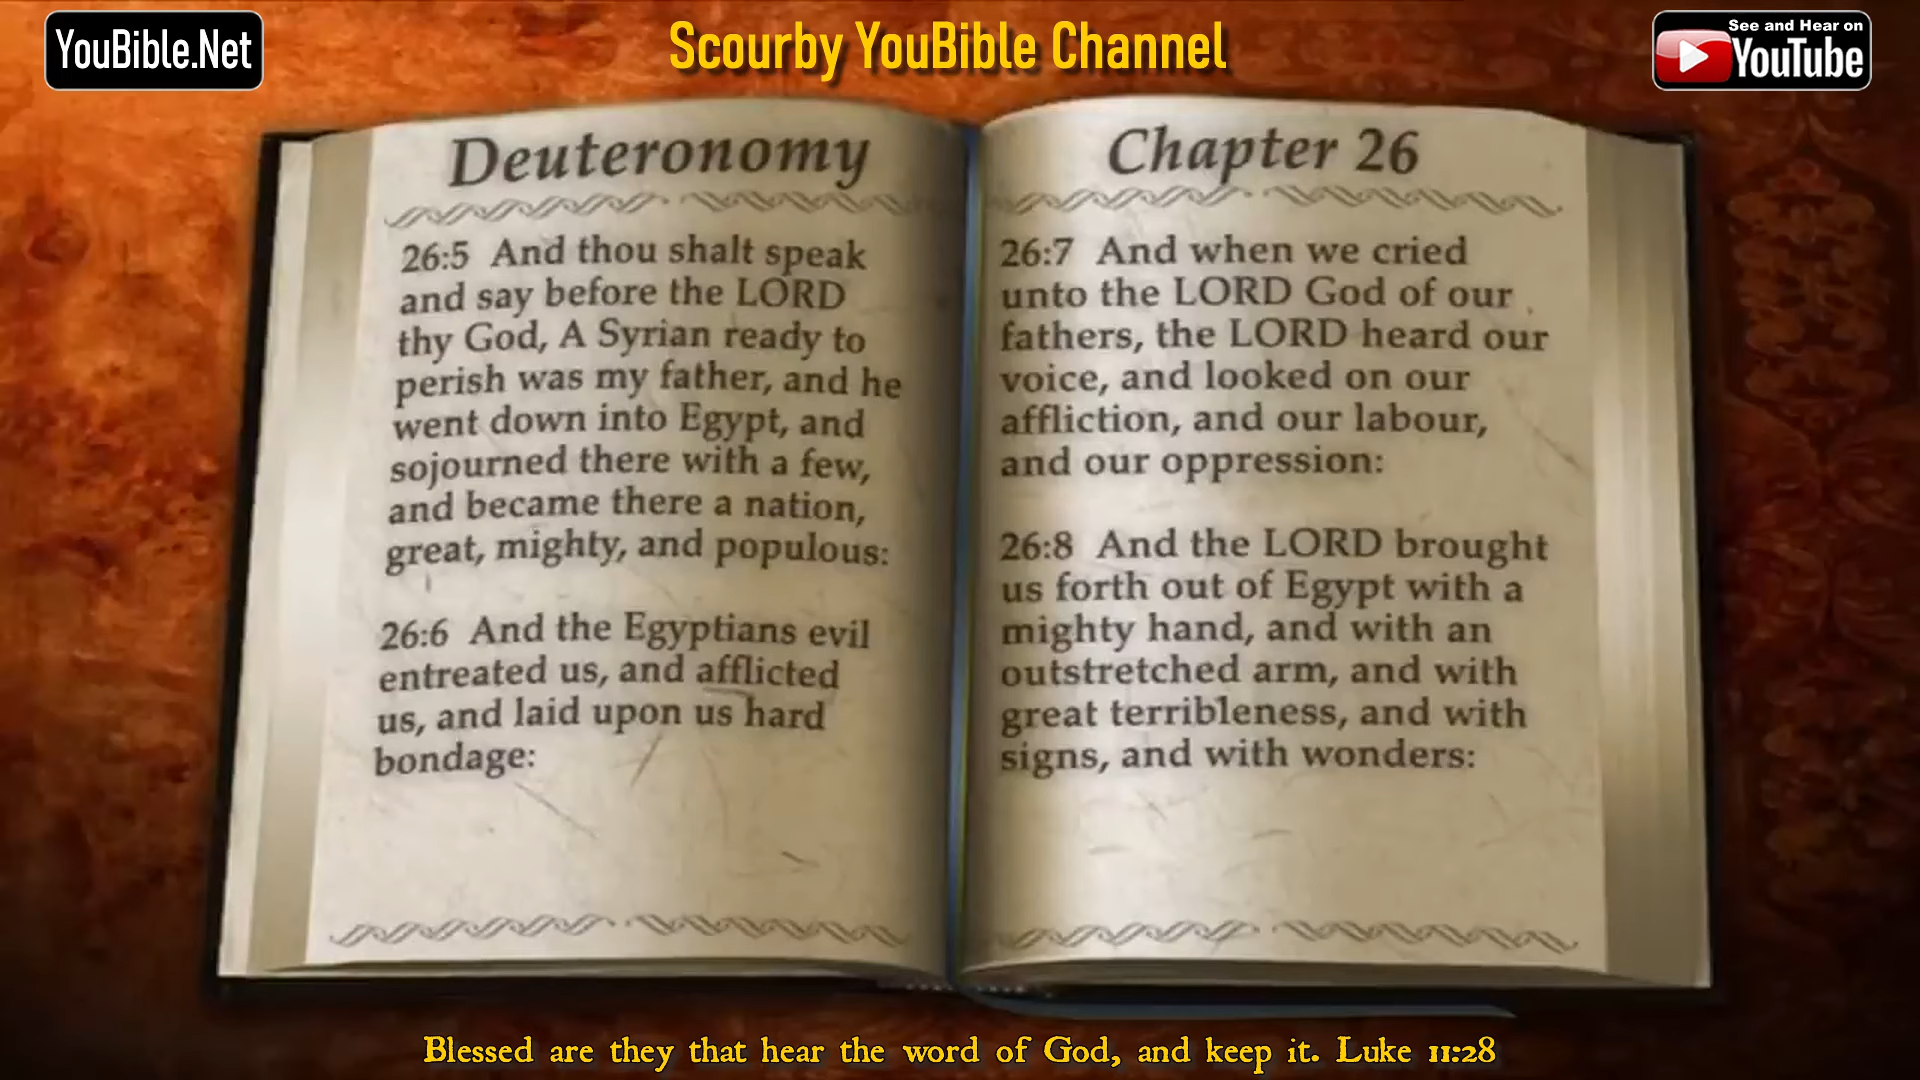 YouBible.Net
Scourby YouBible Channel
See and Hear on
YouTube
Deuteronomy
26:5 And thou shalt speak
and say before the LORD
thy God, A Syrian ready to
perish was my father, and he
went down into Egypt, and
sojourned there with a few,
and became there a nation,
great, mighty, and populous:
26:6 And the Egyptians evil
entreated us, and afflicted
us, and laid upon us hard
bondage:
Chapter 26
26:7 And when we cried
unto the LORD God of our
fathers, the LORD heard our
voice, and looked on our
affliction, and our labour,
and our oppression:
26:8 And the LORD brought
us forth out of Egypt with a
mighty hand, and with an
outstretched arm, and with
great terribleness, and with
signs, and with wonders:
Blessed are they that hear the word of God, and keep it. Luke 11:28